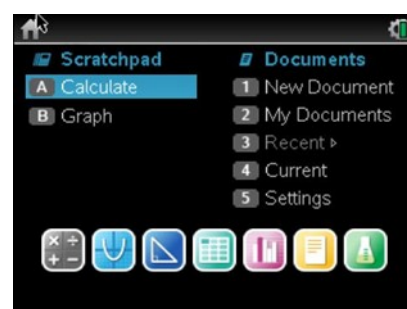 Scratchpad
A Calculate
B Graph
Documents
1 New Document
2 My Documents
3 Recent ▹
4 Current
5 Settings